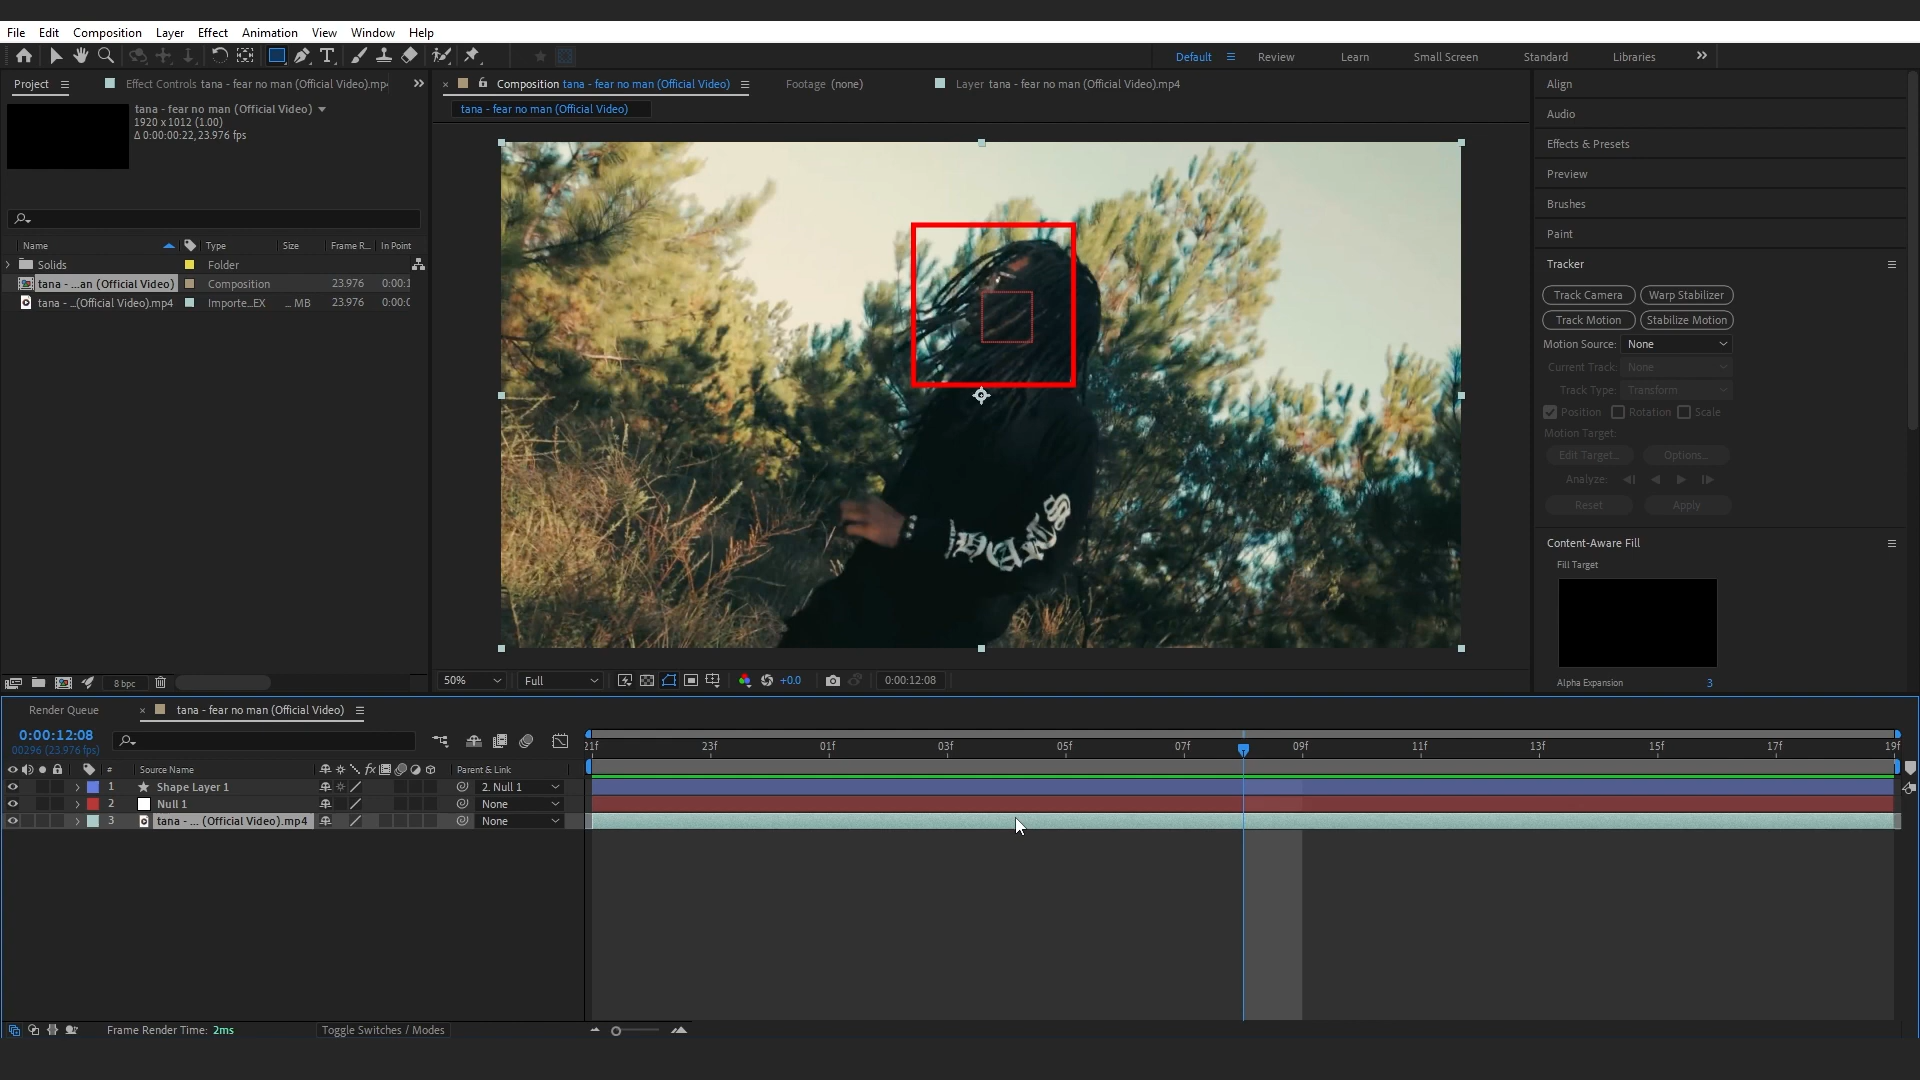 File Edit Composition Layer Effect Animation View Window Help
Default Review Learn Small Screen Standard Libraries
Project Effect Controls tana - fear no man (Official Video).mp
tana - fear no man (Official Video)
1920 x 1012 (1.00)
Δ 0:00:00:22, 23.976 fps
Name Type Size Frame R... In Point
Solids Folder
tana - ...an (Official Video) Composition 23.976 0:00:1
tana - ..(Official Video).mp4 Importe...EX ... MB 23.976 0:00:0
8 bpc
Composition tana - fear no man (Official Video)
Footage (none)
Layer tana - fear no man (Official Video).mp4
tana - fear no man (Official Video)
50% Full +0.0 0:00:12:08
Align
Audio
Effects & Presets
Preview
Brushes
Paint
Tracker
Track Camera Warp Stabilizer
Track Motion Stabilize Motion
Motion Source: None
Current Track: None
Track Type: Transform
Position Rotation Scale
Motion Target:
Edit Target... Options...
Analyze:
Reset Apply
Content-Aware Fill
Fill Target
Alpha Expansion 3
Render Queue tana - fear no man (Official Video)
0:00:12:08
00296 (23.976 fps)
21f 23f 01f 03f 05f 07f 09f 11f 13f 15f 17f 19f
# Source Name fx Parent & Link
1 Shape Layer 1 2. Null 1
2 Null 1 None
3 tana - ... (Official Video).mp4 None
Frame Render Time: 2ms Toggle Switches / Modes